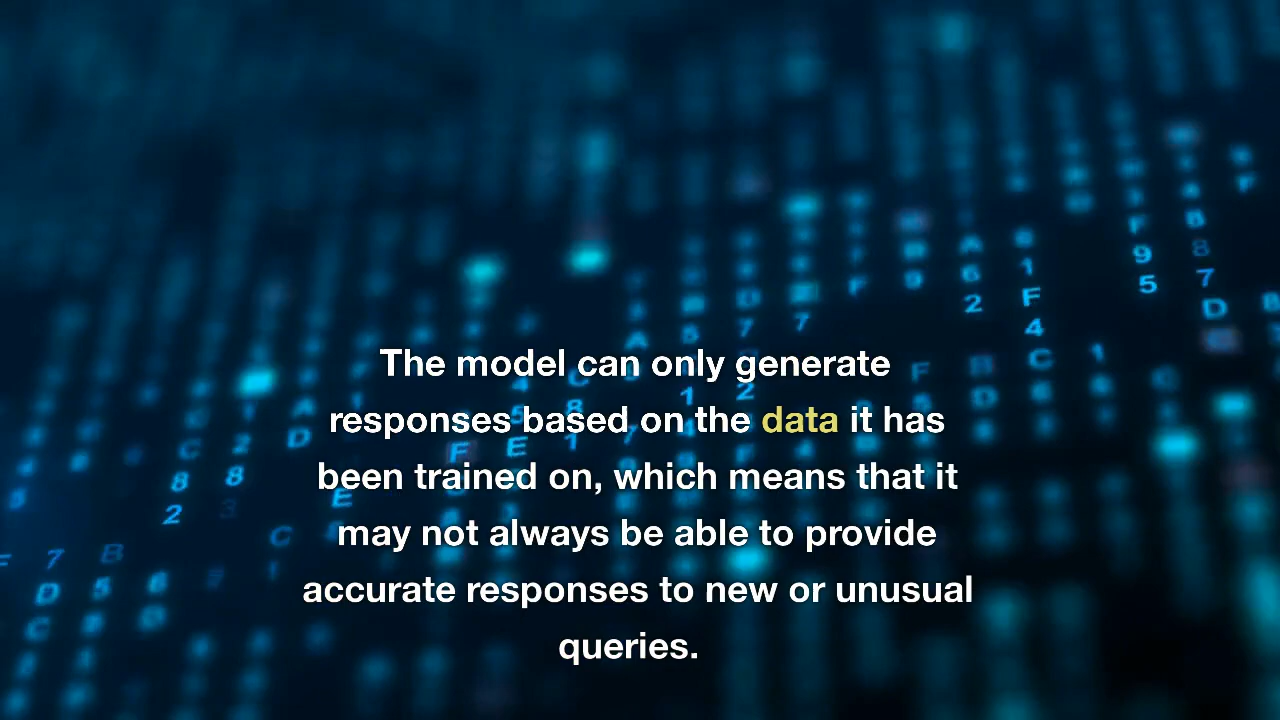 The model can only generate
responses based on the data it has
been trained on, which means that it
may not always be able to provide
accurate responses to new or unusual
queries.